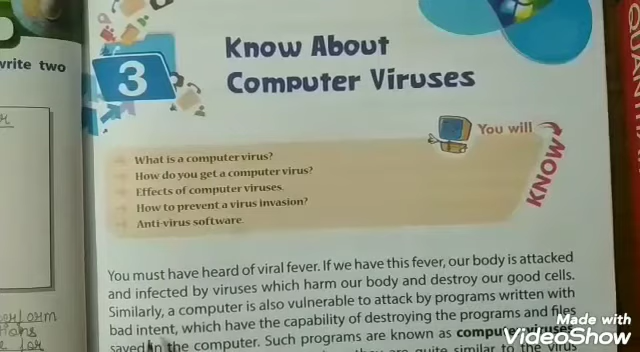 write two
3
Know About
Computer Viruses
You will
KNOW
What is a computer virus?
How do you get a computer virus?
Effects of computer viruses.
How to prevent a virus invasion?
Anti-virus software.
You must have heard of viral fever. If we have this fever, our body is attacked
and infected by viruses which harm our body and destroy our good cells.
Similarly, a computer is also vulnerable to attack by programs written with
bad intent, which have the capability of destroying the programs and files
saved in the computer. Such programs are known as computer viruses
are quite similar to the virus
Made with
VideoShow